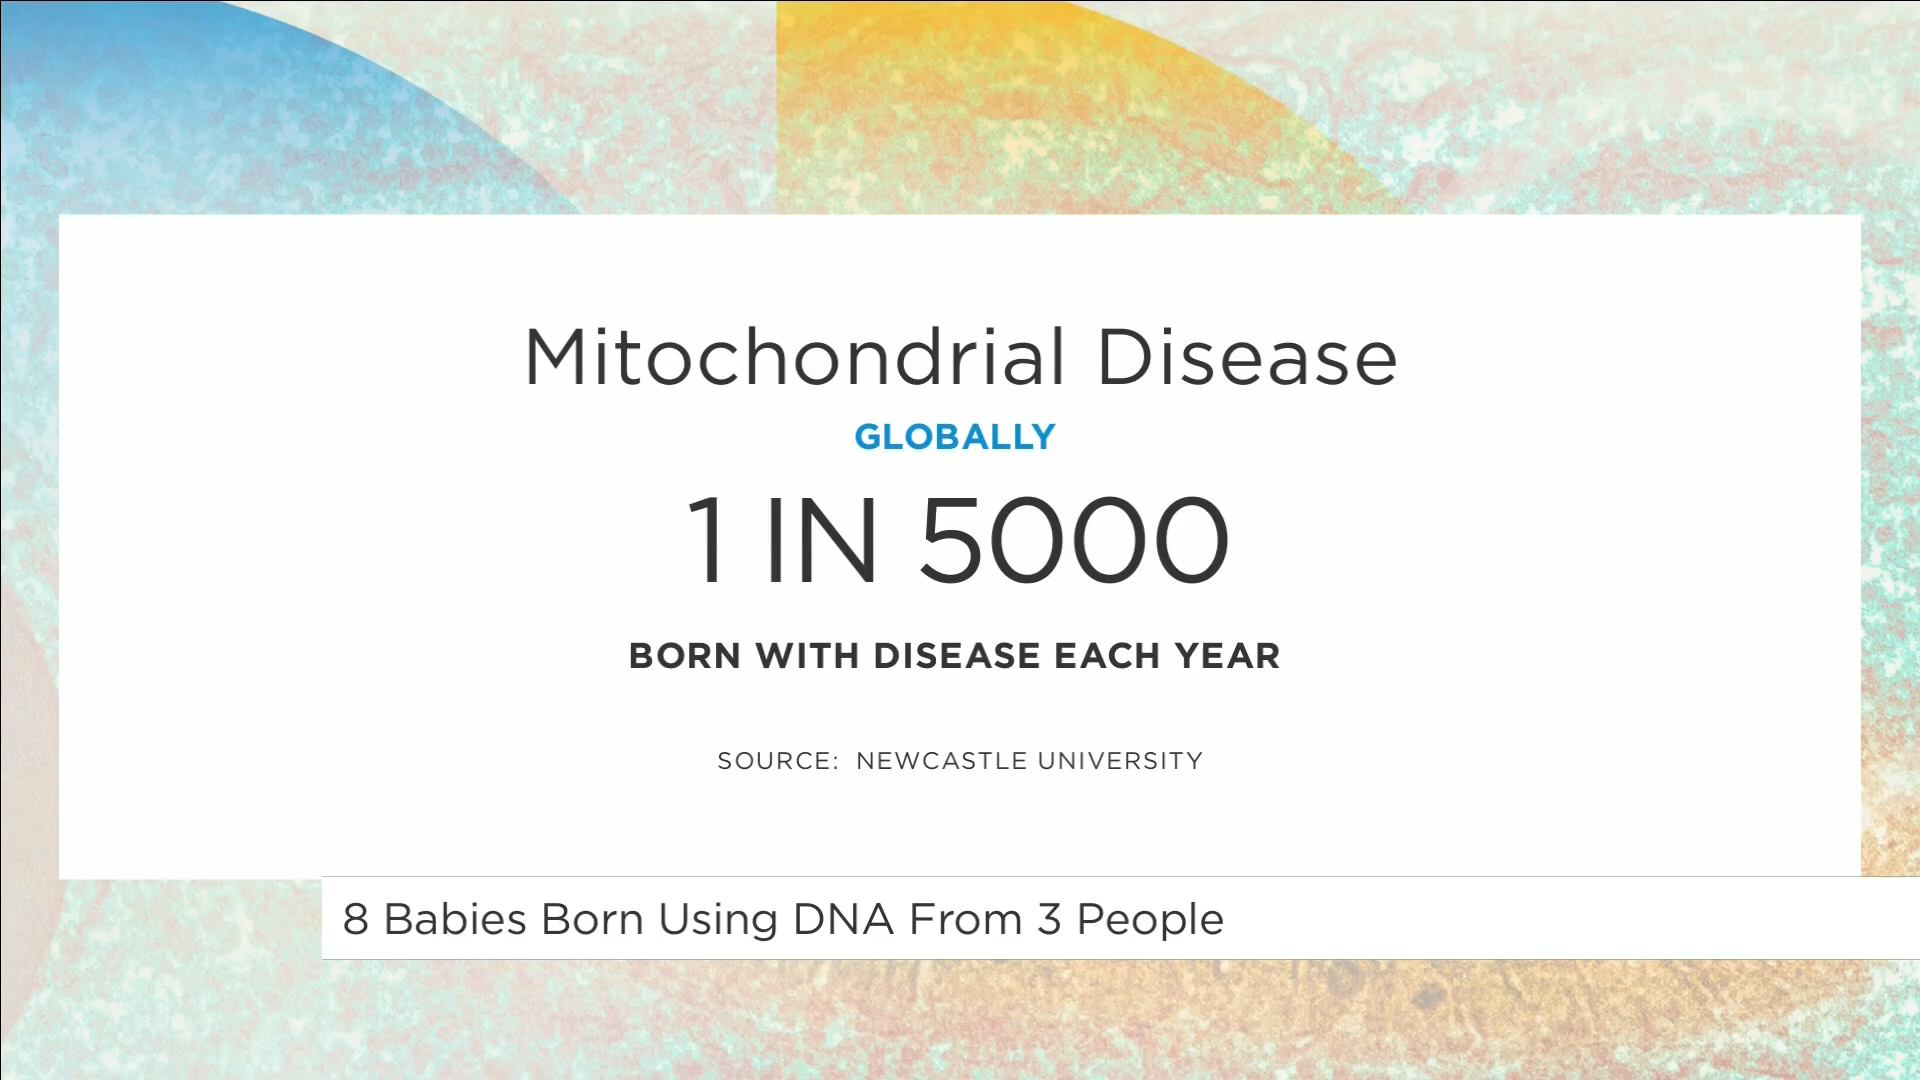 Mitochondrial Disease
GLOBALLY
1 IN 5000
BORN WITH DISEASE EACH YEAR
SOURCE: NEWCASTLE UNIVERSITY
8 Babies Born Using DNA From 3 People